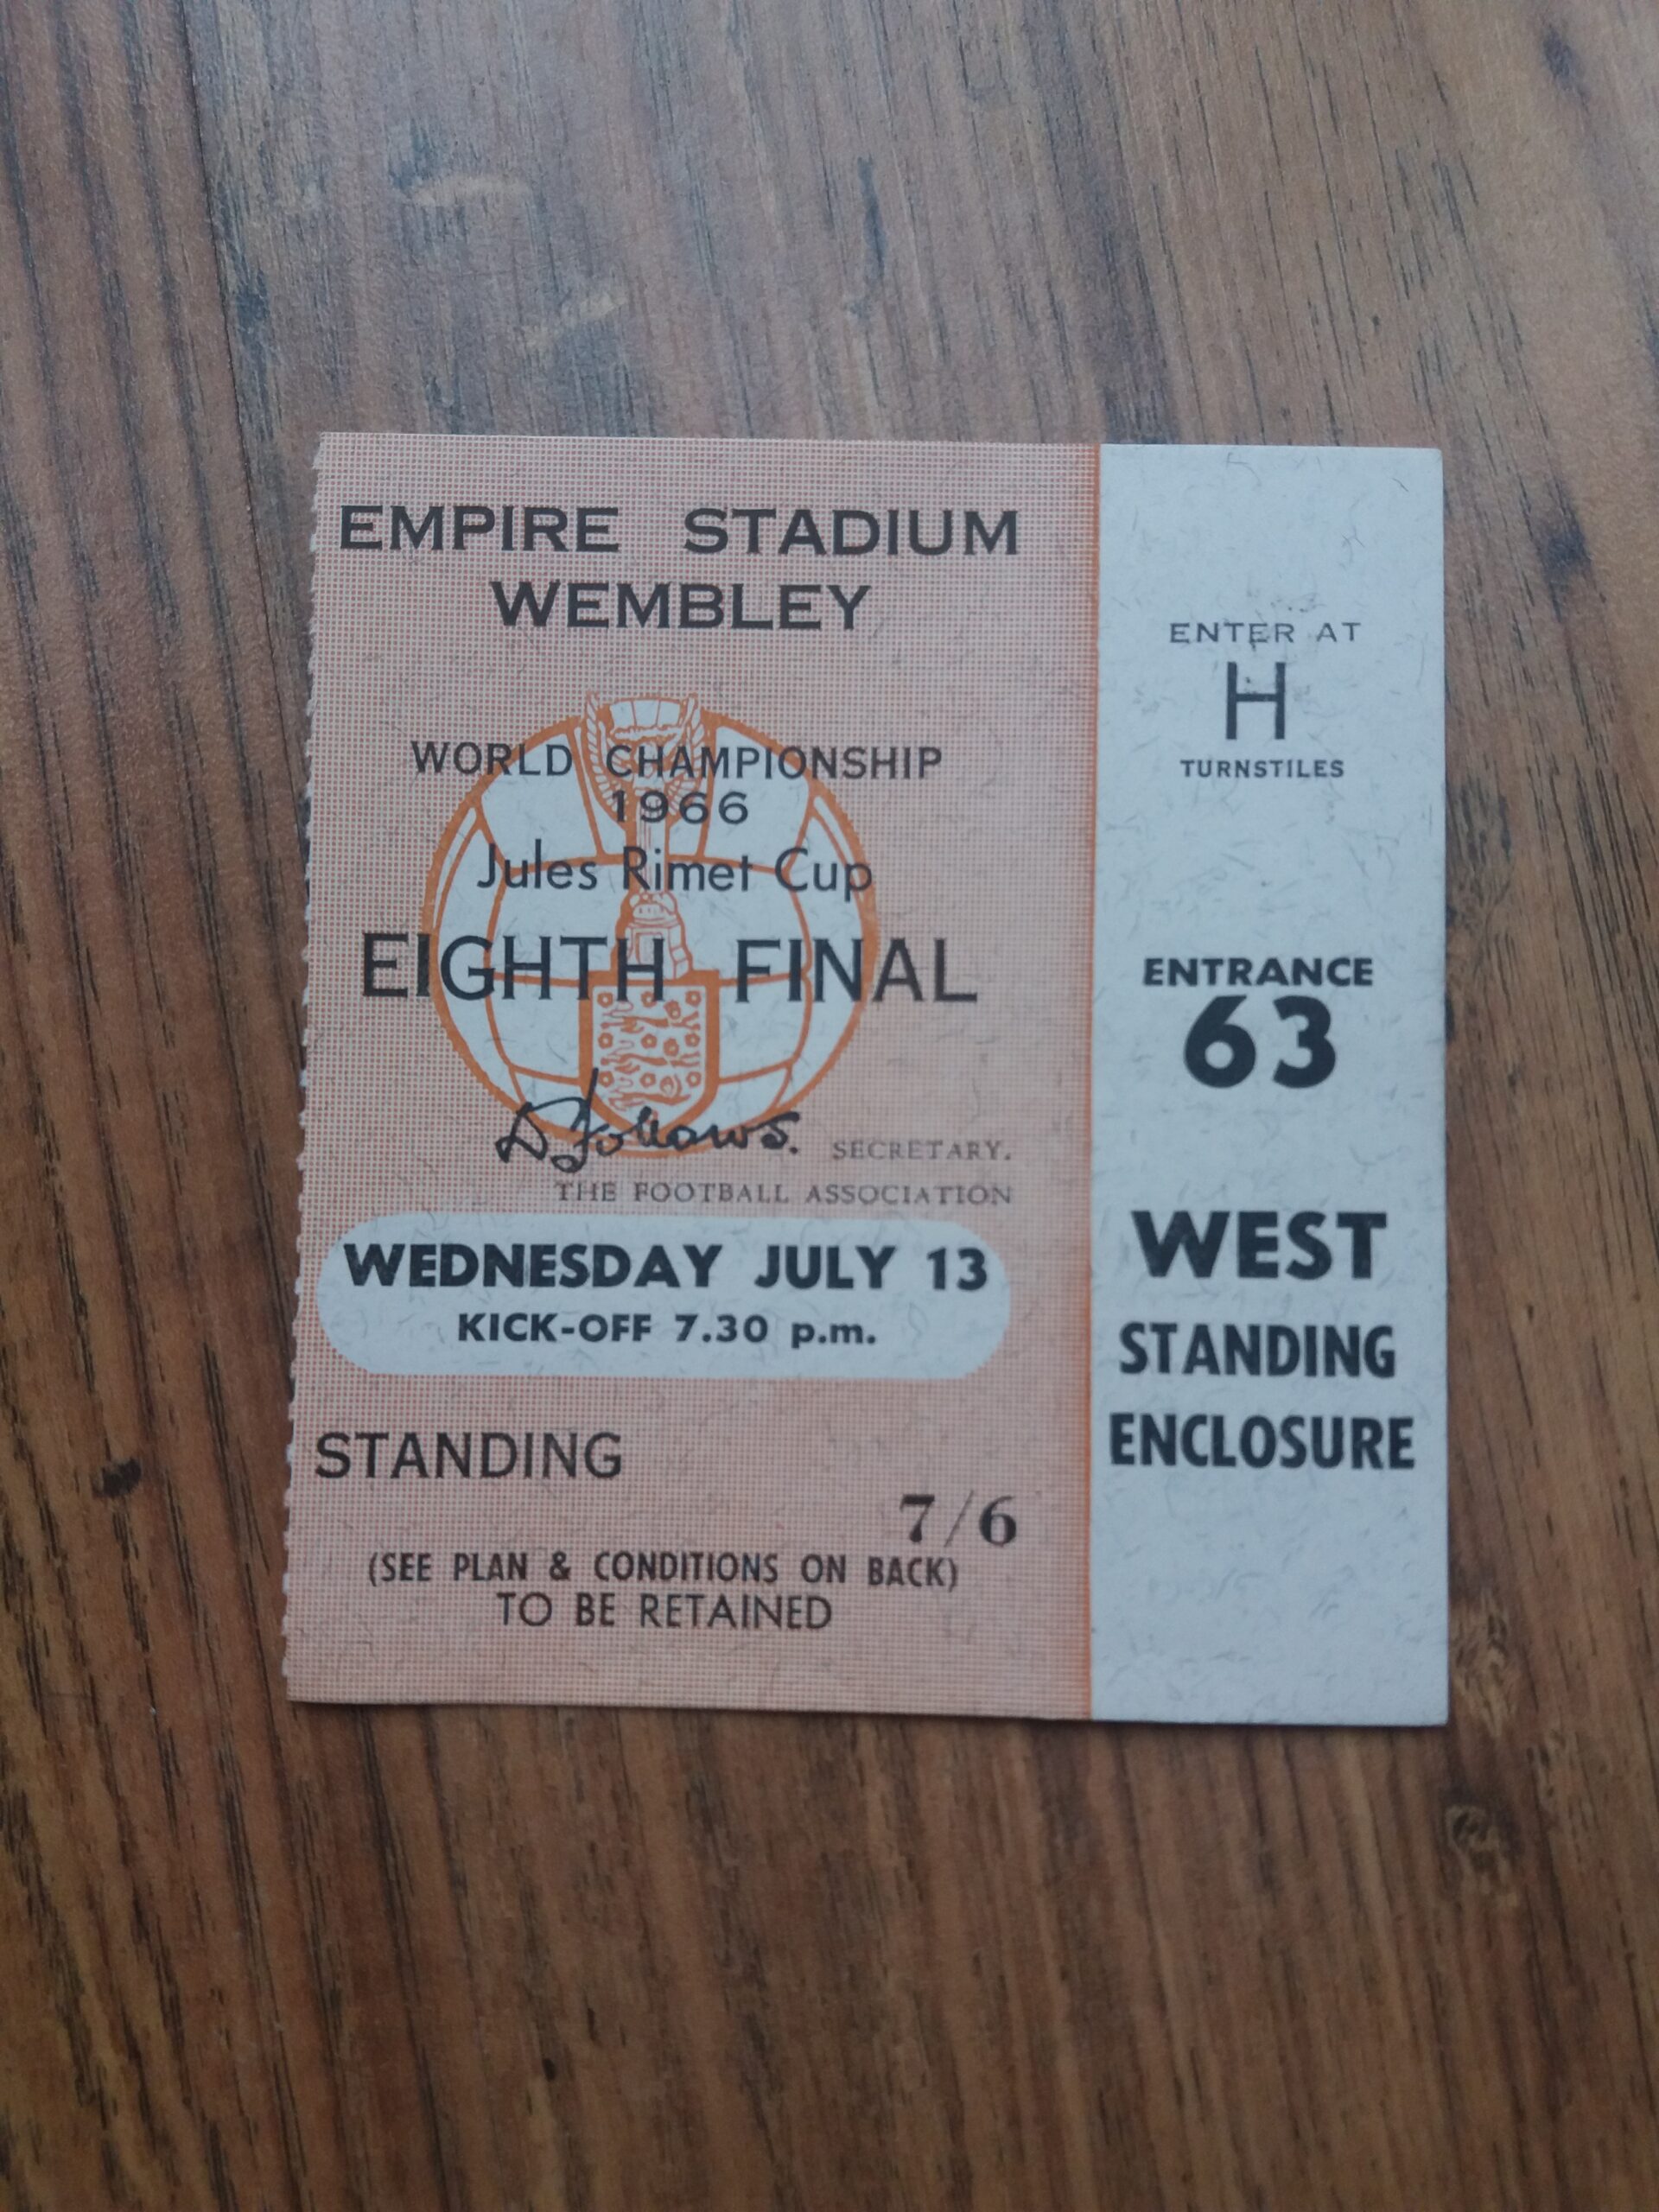 EMPIRE STADIUM
WEMBLEY
WORLD CHAMPIONSHIP
1966
Jules Rimet Cup
EIGHTH FINAL
D Follows. SECRETARY.
THE FOOTBALL ASSOCIATION
WEDNESDAY JULY 13
KICK-OFF 7.30 p.m.
STANDING
7/6
(SEE PLAN & CONDITIONS ON BACK)
TO BE RETAINED
ENTER AT
H
TURNSTILES
ENTRANCE
63
WEST
STANDING
ENCLOSURE